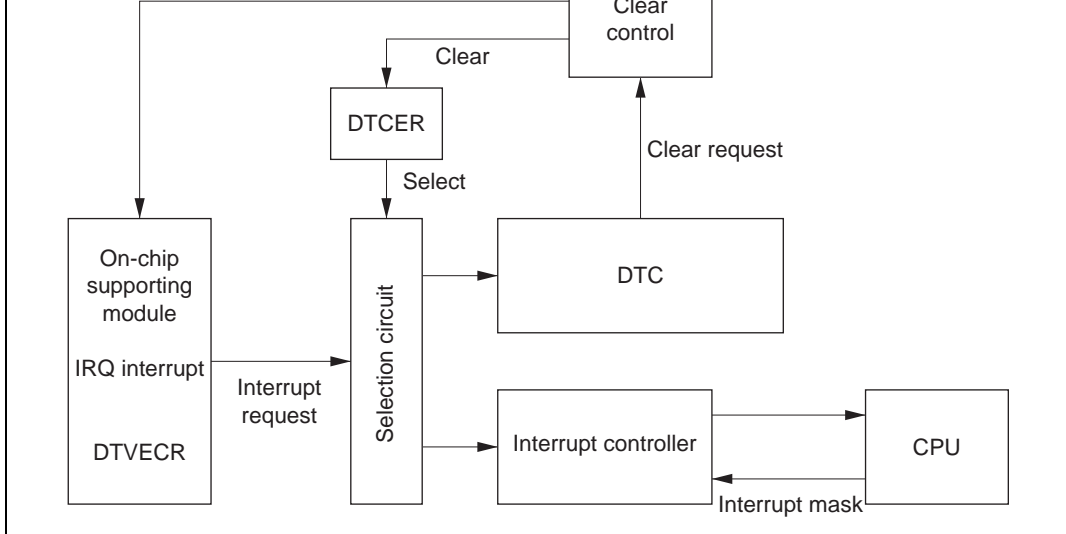 Clear
control
Clear
DTCER
Clear request
Select
On-chip
supporting
module
IRQ interrupt
DTVECR
Interrupt
request
Selection circuit
DTC
Interrupt controller
CPU
Interrupt mask